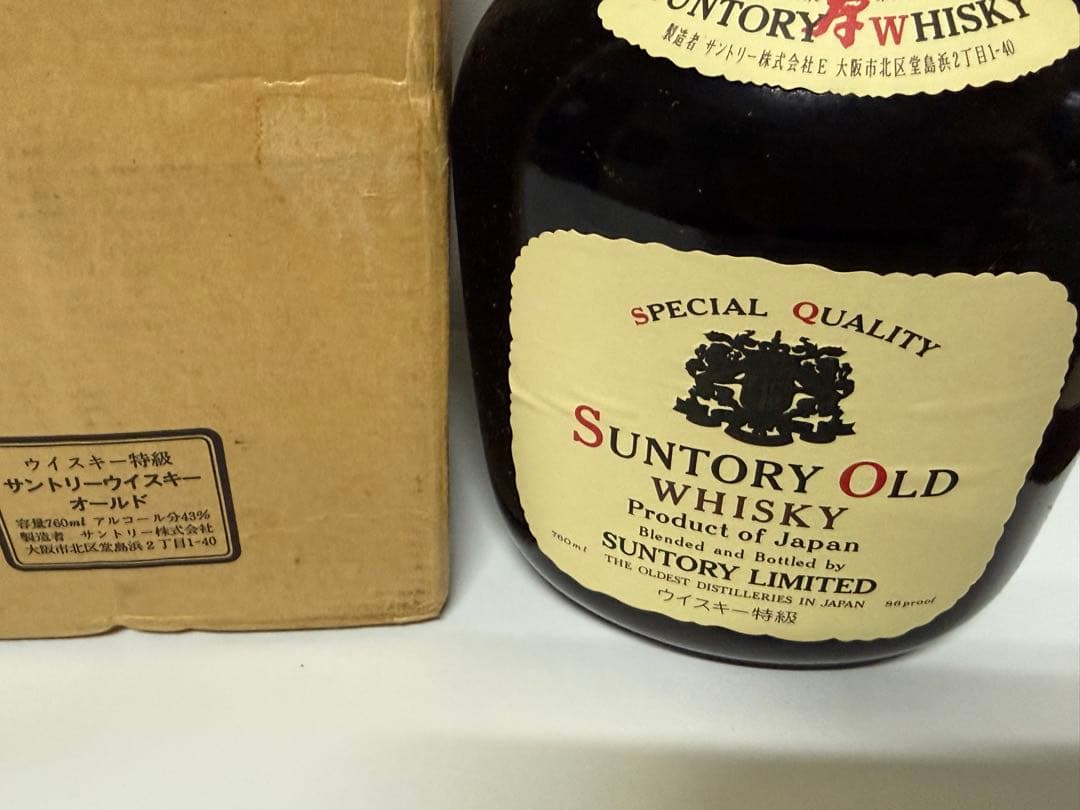 SUNTORY WHISKY
製造者 サントリー株式会社E 大阪市北区堂島浜2丁目1-40
SPECIAL QUALITY
SUNTORY OLD
WHISKY
Product of Japan
Blended and Bottled by
760ml SUNTORY LIMITED
THE OLDEST DISTILLERIES IN JAPAN 86proof
ウイスキー特級
ウイスキー特級
サントリーウイスキー
オールド
容量760ml アルコール分43%
製造者 サントリー株式会社
大阪市北区堂島浜2丁目1-40